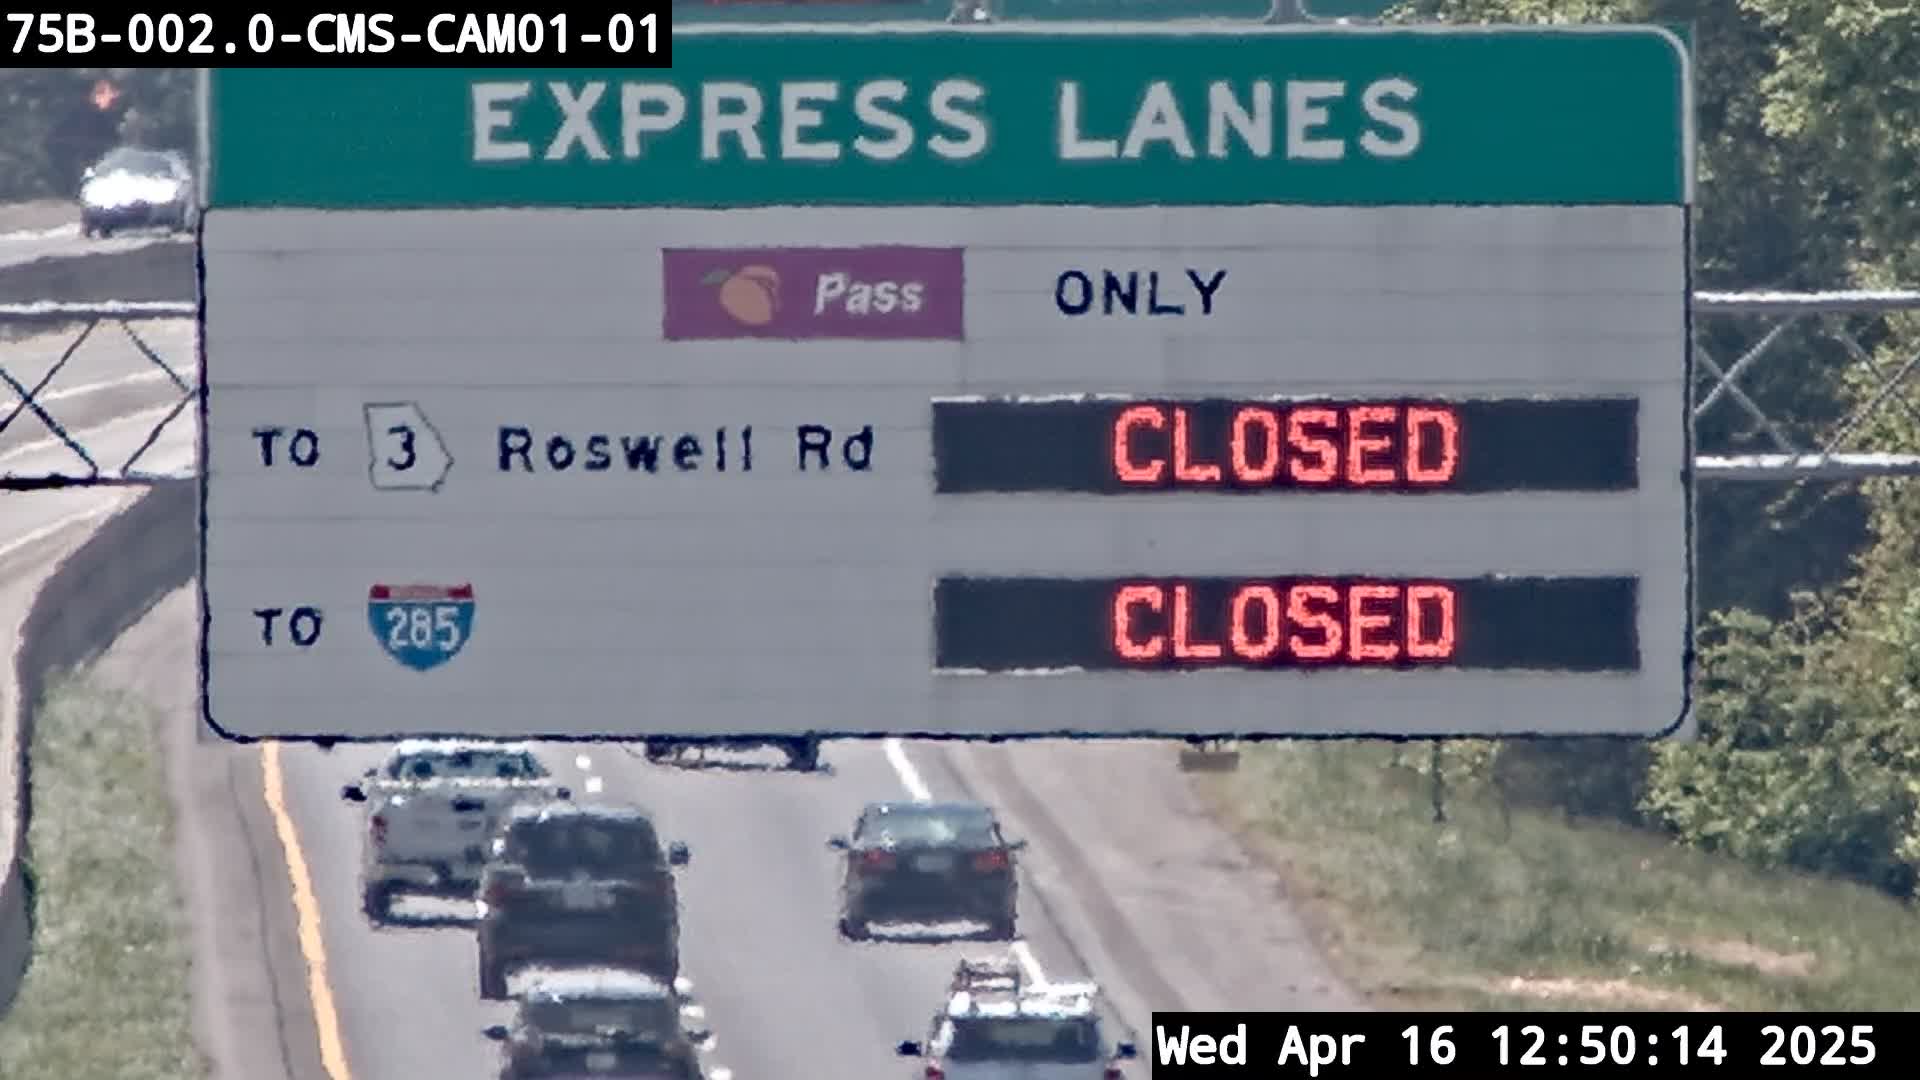 75B-002.0-CMS-CAM01-01
EXPRESS LANES
Pass ONLY
TO 3 Roswell Rd CLOSED
TO 285 CLOSED
Wed Apr 16 12:50:14 2025